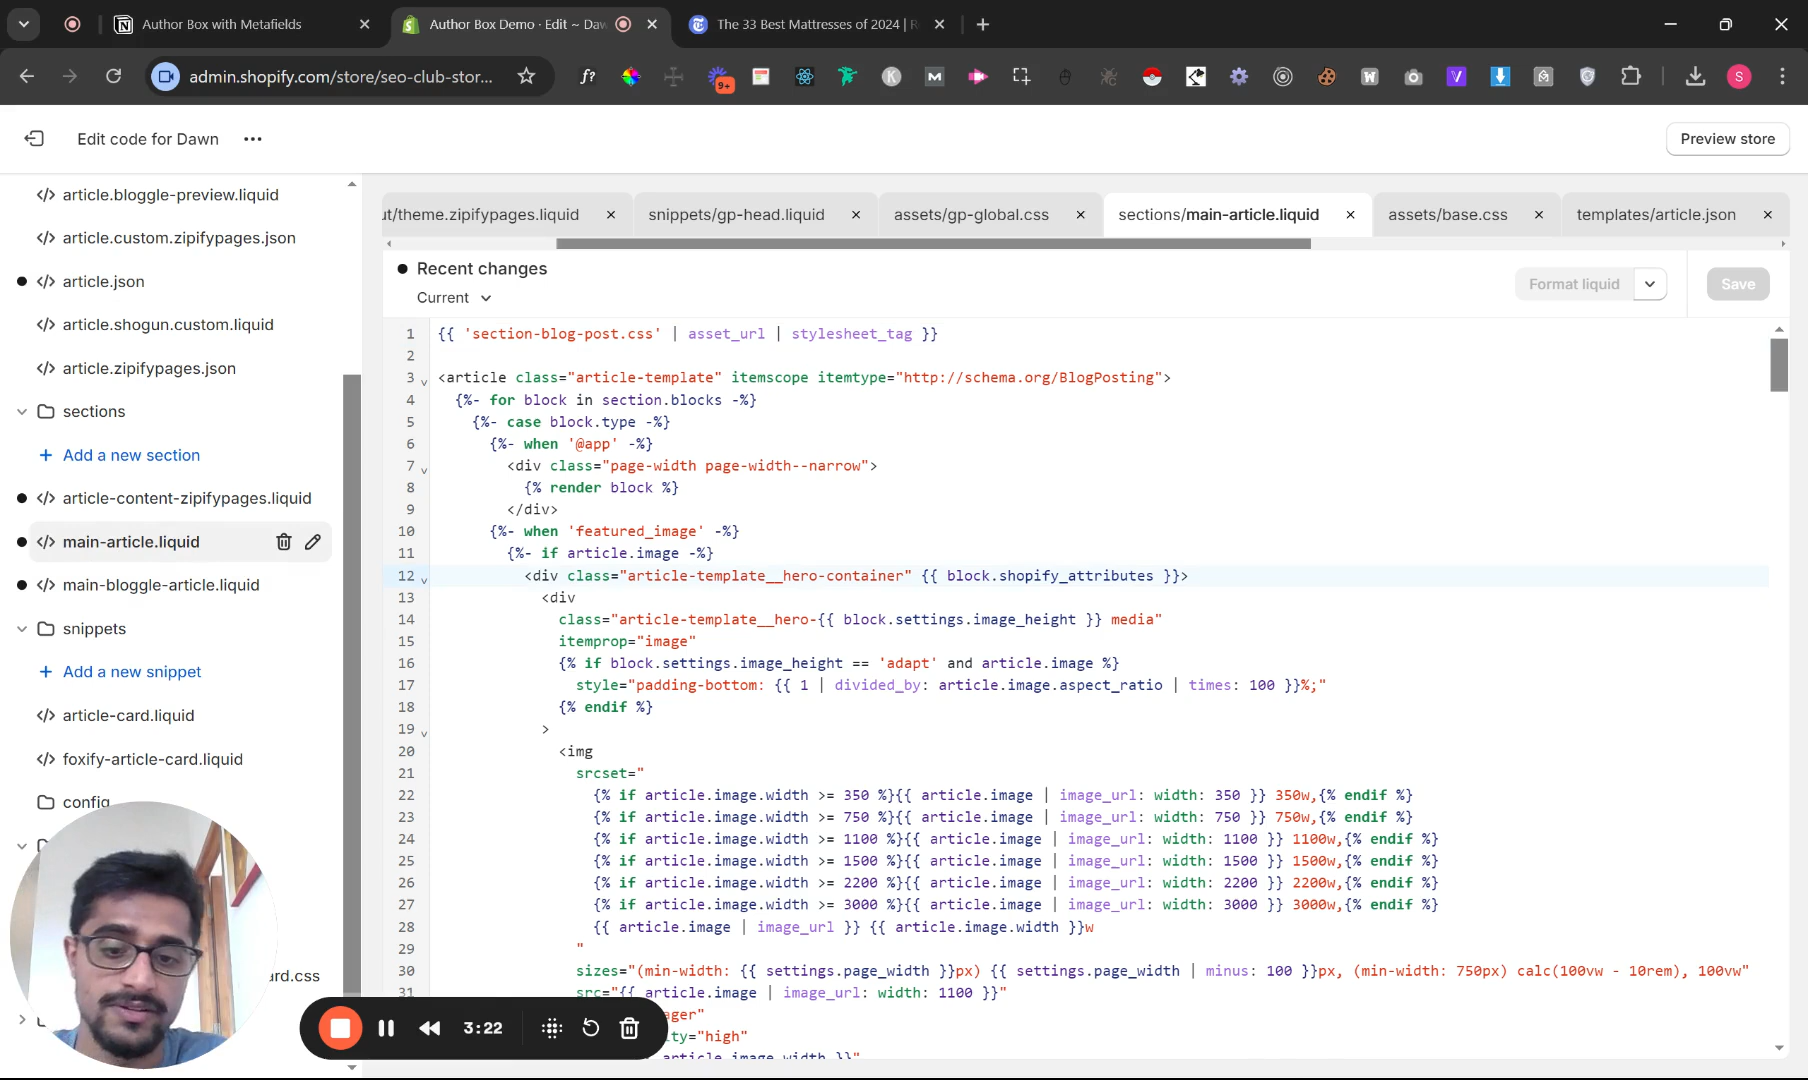 Author Box with Metafields
Author Box Demo · Edit ~ Daw
The 33 Best Mattresses of 2024 | R
admin.shopify.com/store/seo-club-stor...
f?
9+
K
M
W
V
S
Edit code for Dawn
Preview store
article.bloggle-preview.liquid
article.custom.zipifypages.json
article.json
article.shogun.custom.liquid
article.zipifypages.json
sections
Add a new section
article-content-zipifypages.liquid
main-article.liquid
main-bloggle-article.liquid
snippets
Add a new snippet
article-card.liquid
foxify-article-card.liquid
config
ard.css
ut/theme.zipifypages.liquid
snippets/gp-head.liquid
assets/gp-global.css
sections/main-article.liquid
assets/base.css
templates/article.json
Recent changes
Current
Format liquid
Save
1 {{ 'section-blog-post.css' | asset_url | stylesheet_tag }}
2
3 <article class="article-template" itemscope itemtype="http://schema.org/BlogPosting">
4 {%- for block in section.blocks -%}
5 {%- case block.type -%}
6 {%- when '@app' -%}
7 <div class="page-width page-width--narrow">
8 {% render block %}
9 </div>
10 {%- when 'featured_image' -%}
11 {%- if article.image -%}
12 <div class="article-template__hero-container" {{ block.shopify_attributes }}>
13 <div
14 class="article-template__hero-{{ block.settings.image_height }} media"
15 itemprop="image"
16 {% if block.settings.image_height == 'adapt' and article.image %}
17 style="padding-bottom: {{ 1 | divided_by: article.image.aspect_ratio | times: 100 }}%;"
18 {% endif %}
19 >
20 <img
21 srcset="
22 {% if article.image.width >= 350 %}{{ article.image | image_url: width: 350 }} 350w,{% endif %}
23 {% if article.image.width >= 750 %}{{ article.image | image_url: width: 750 }} 750w,{% endif %}
24 {% if article.image.width >= 1100 %}{{ article.image | image_url: width: 1100 }} 1100w,{% endif %}
25 {% if article.image.width >= 1500 %}{{ article.image | image_url: width: 1500 }} 1500w,{% endif %}
26 {% if article.image.width >= 2200 %}{{ article.image | image_url: width: 2200 }} 2200w,{% endif %}
27 {% if article.image.width >= 3000 %}{{ article.image | image_url: width: 3000 }} 3000w,{% endif %}
28 {{ article.image | image_url }} {{ article.image.width }}w
29 "
30 sizes="(min-width: {{ settings.page_width }}px) {{ settings.page_width | minus: 100 }}px, (min-width: 750px) calc(100vw - 10rem), 100vw"
31 src="{{ article.image | image_url: width: 1100 }}"
ager"
ty="high"
article.image.width }}"
3:22